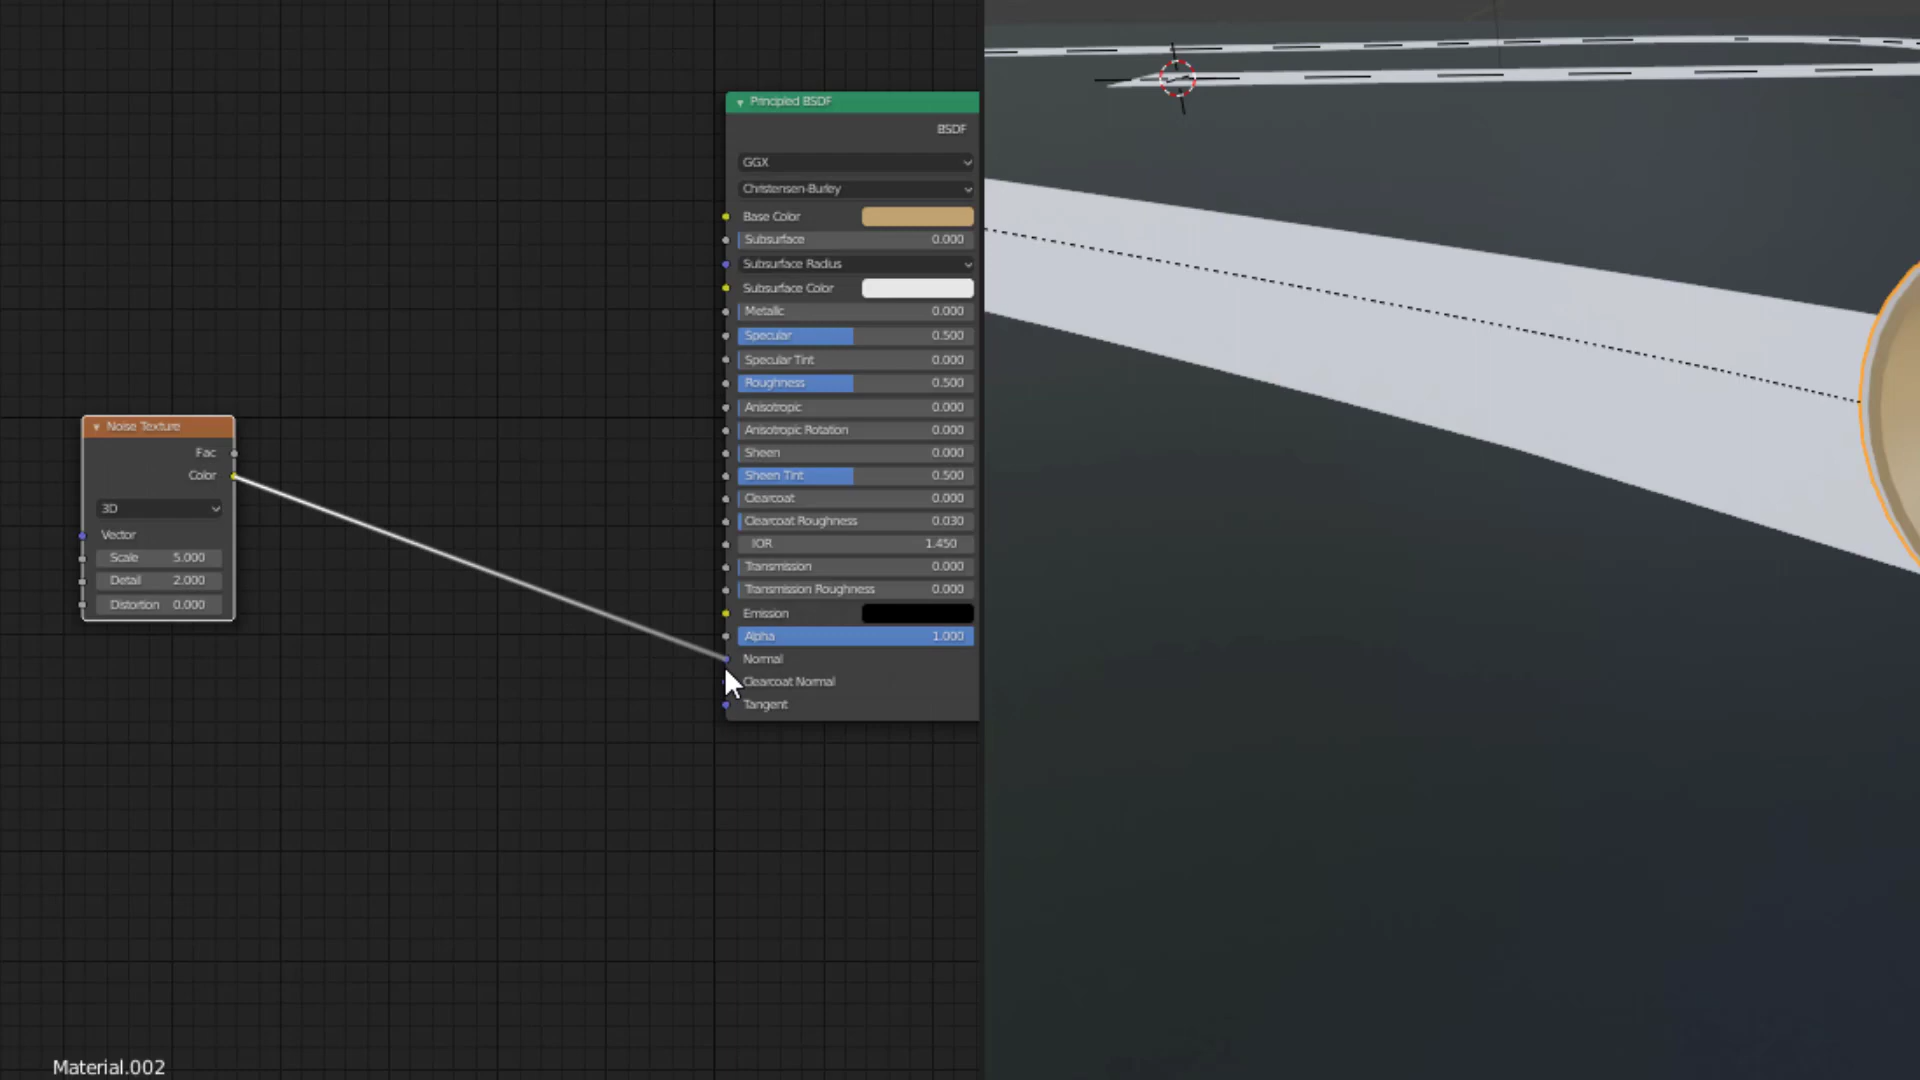 Principled BSDF
BSDF
GGX
Christensen-Burley
Base Color
Subsurface 0.000
Subsurface Radius
Subsurface Color
Metallic 0.000
Specular 0.500
Specular Tint 0.000
Roughness 0.500
Anisotropic 0.000
Anisotropic Rotation 0.000
Sheen 0.000
Sheen Tint 0.500
Clearcoat 0.000
Clearcoat Roughness 0.030
IOR 1.450
Transmission 0.000
Transmission Roughness 0.000
Emission
Alpha 1.000
Normal
Clearcoat Normal
Tangent
Noise Texture
Fac
Color
3D
Vector
Scale 5.000
Detail 2.000
Distortion 0.000
Material.002